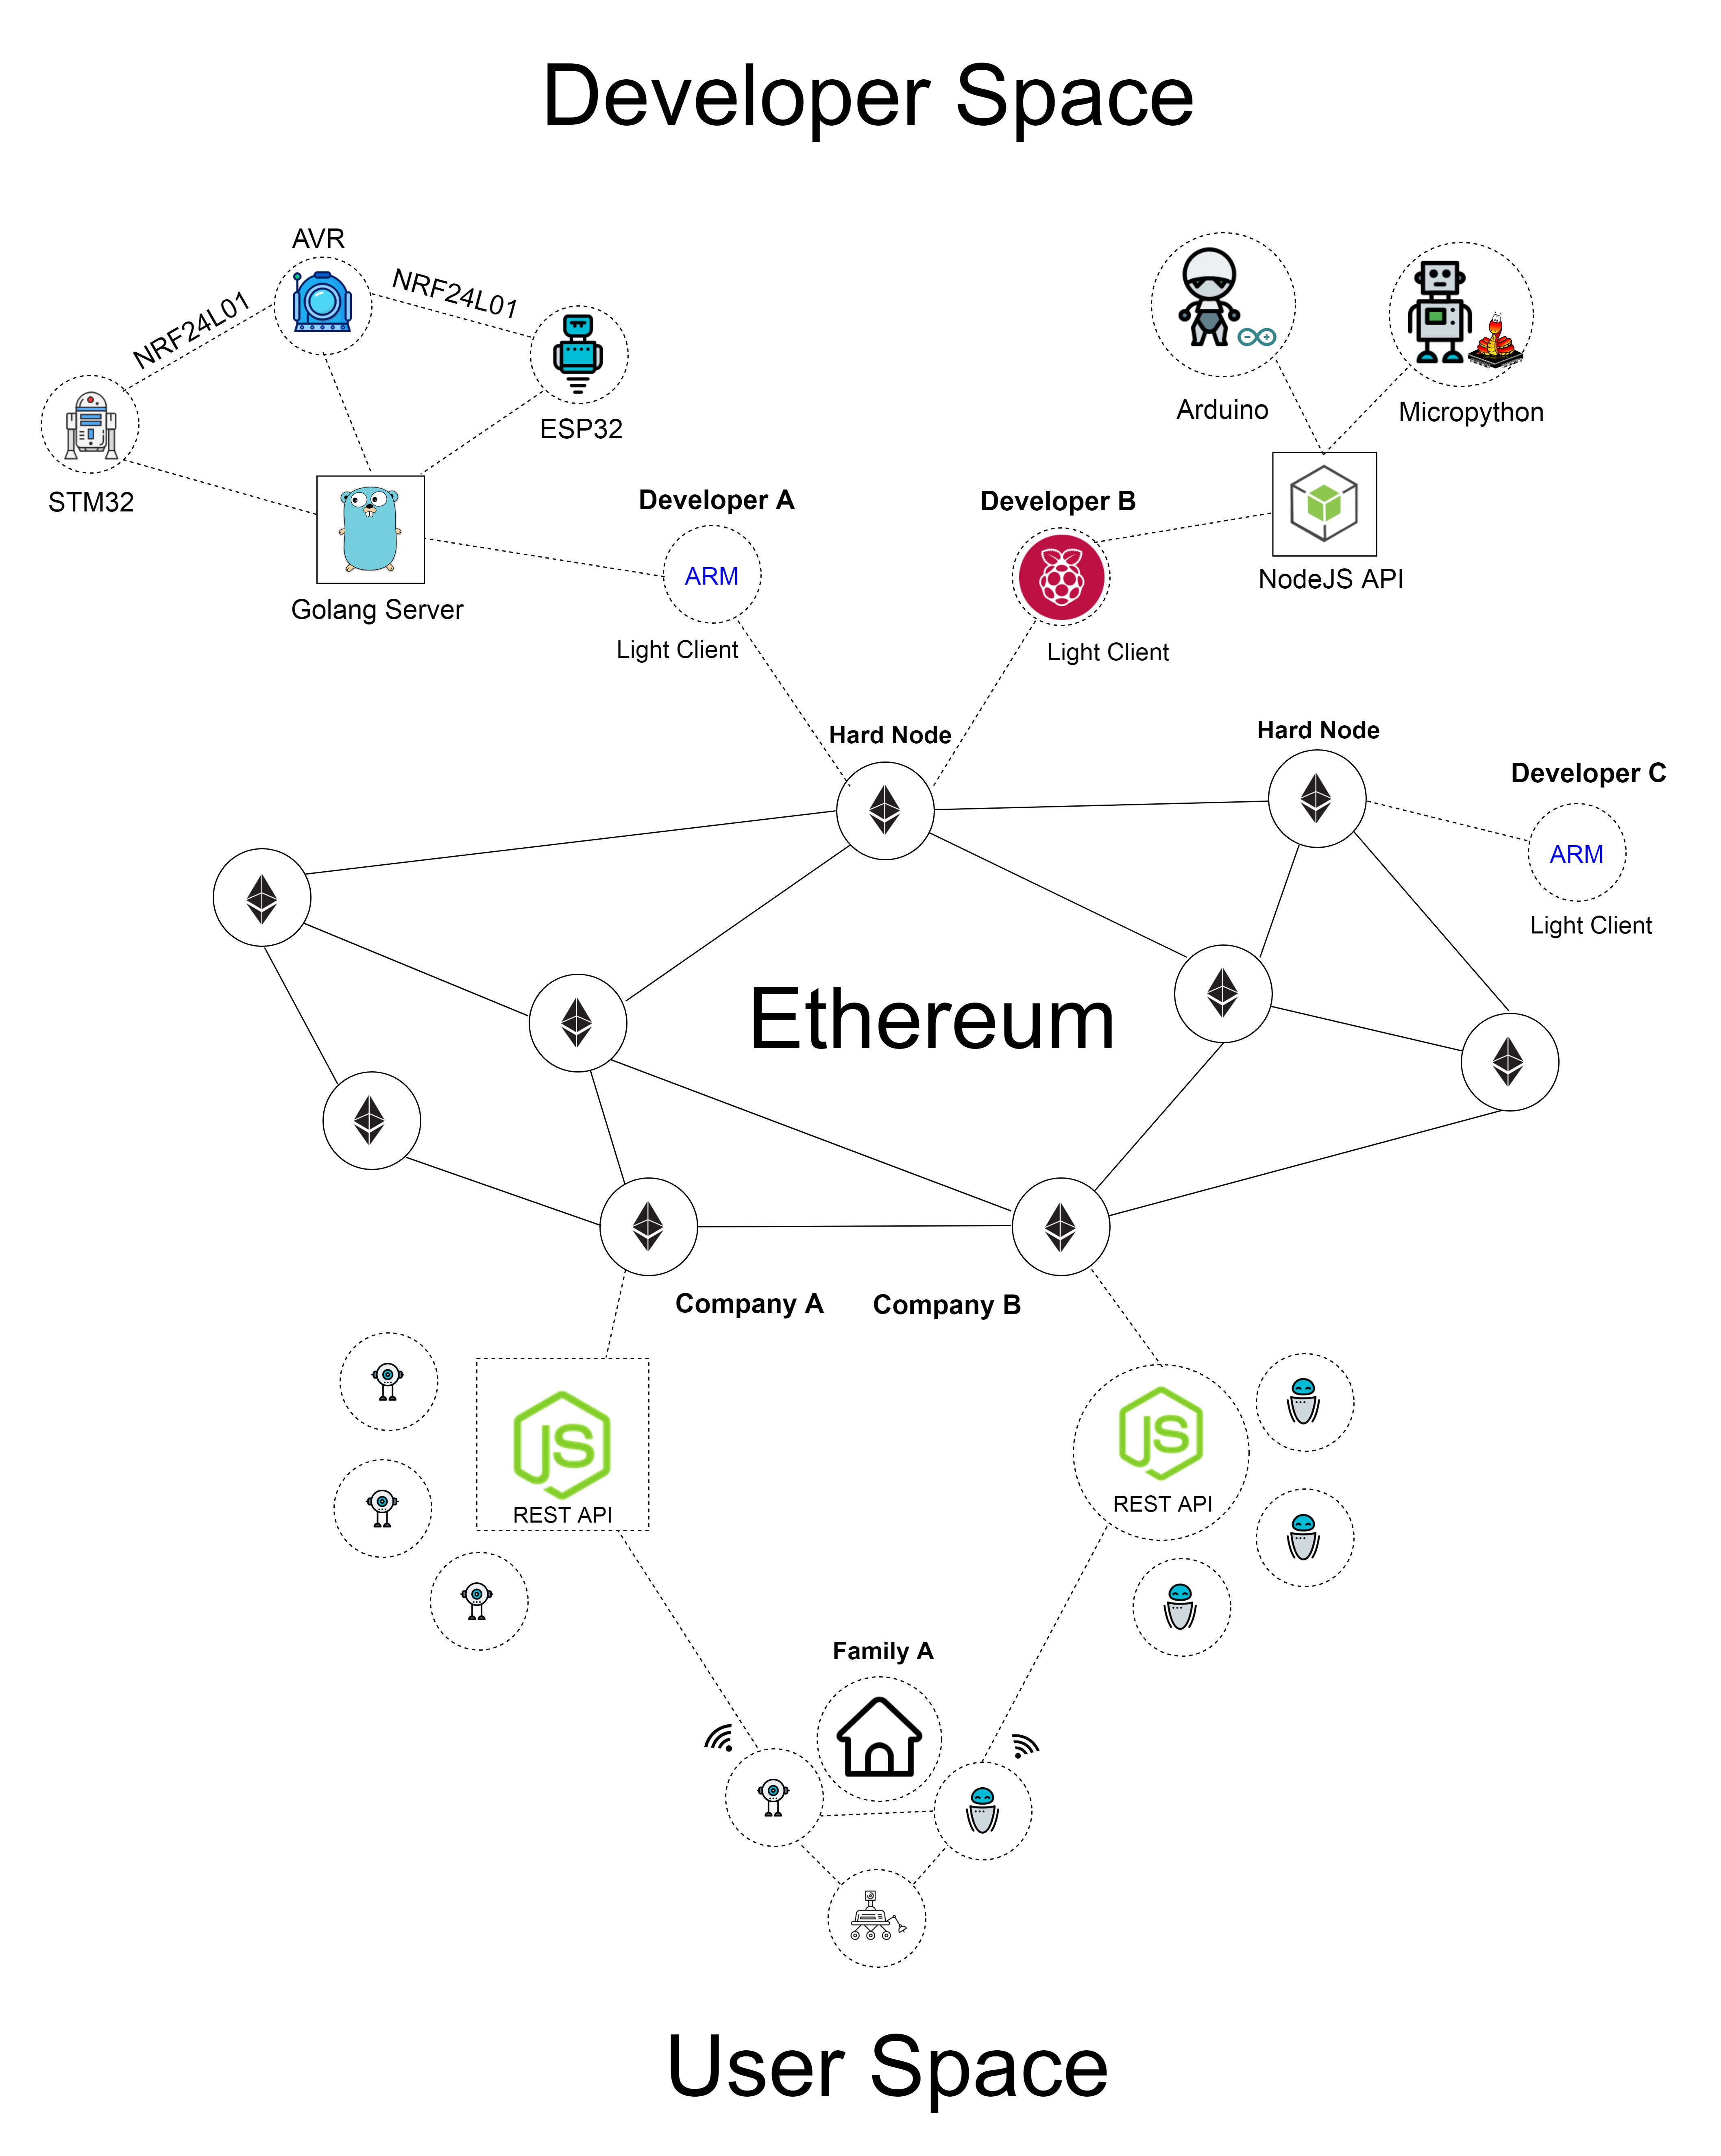 Developer Space
AVR
NRF24L01
NRF24L01
STM32
ESP32
Arduino
Micropython
Developer A
Developer B
ARM
Golang Server
NodeJS API
Light Client
Light Client
Hard Node
Hard Node
Developer C
ARM
Light Client
Ethereum
Company A
Company B
JS
REST API
JS
REST API
Family A
User Space